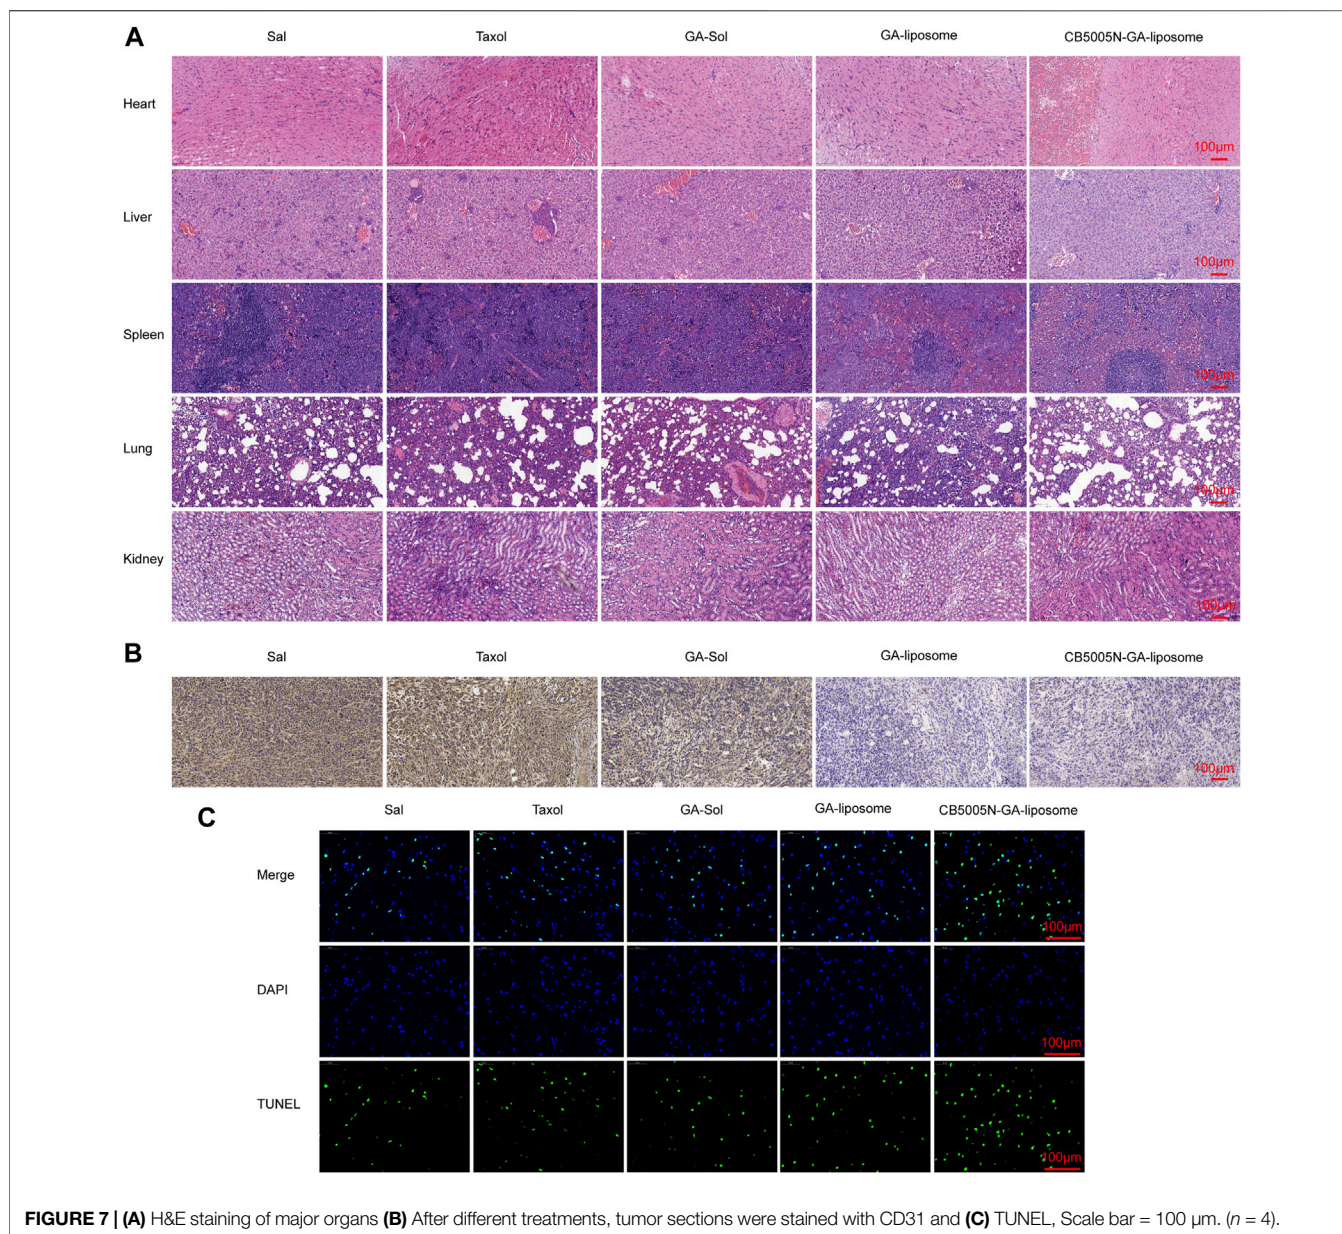 A
Sal Taxol GA-Sol GA-liposome CB5005N-GA-liposome
Heart
100µm
Liver
100µm
Spleen
100µm
Lung
100µm
Kidney
100µm
B
Sal Taxol GA-Sol GA-liposome CB5005N-GA-liposome
100µm
C
Sal Taxol GA-Sol GA-liposome CB5005N-GA-liposome
Merge
100µm
DAPI
100µm
TUNEL
100µm
FIGURE 7 | (A) H&E staining of major organs (B) After different treatments, tumor sections were stained with CD31 and (C) TUNEL, Scale bar = 100 µm. (n = 4).